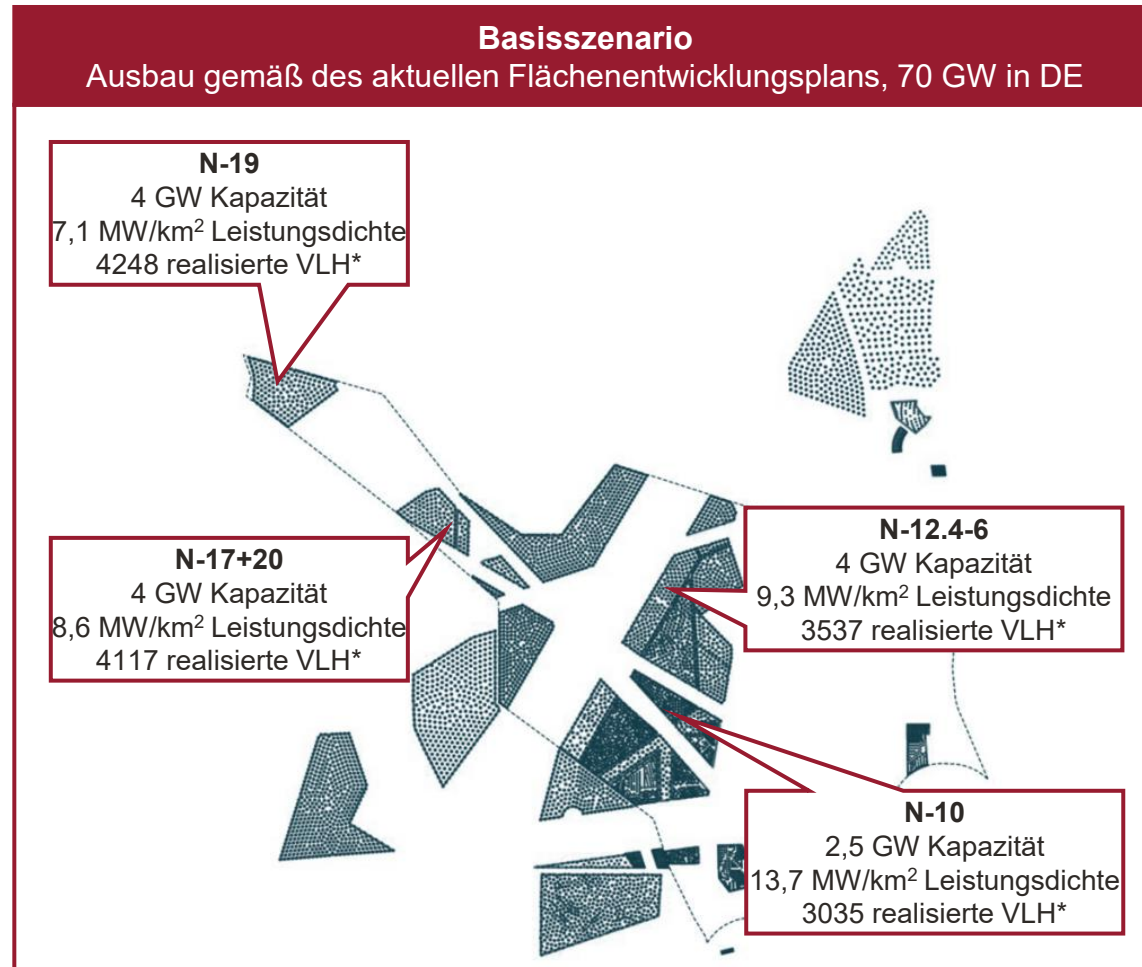 Basisszenario
Ausbau gemäß des aktuellen Flächenentwicklungsplans, 70 GW in DE
N-19
4 GW Kapazität
7,1 MW/km² Leistungsdichte
4248 realisierte VLH*
N-17+20
4 GW Kapazität
8,6 MW/km² Leistungsdichte
4117 realisierte VLH*
N-12.4-6
4 GW Kapazität
9,3 MW/km² Leistungsdichte
3537 realisierte VLH*
N-10
2,5 GW Kapazität
13,7 MW/km² Leistungsdichte
3035 realisierte VLH*